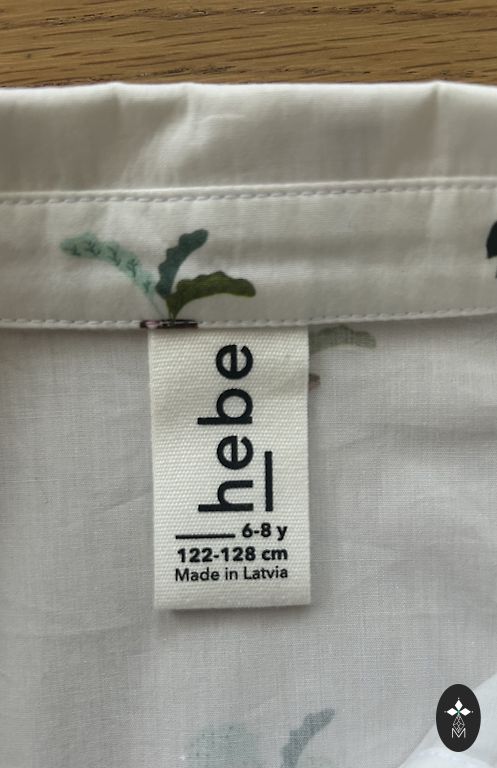 hebe
6-8 y
122-128 cm
Made in Latvia
M